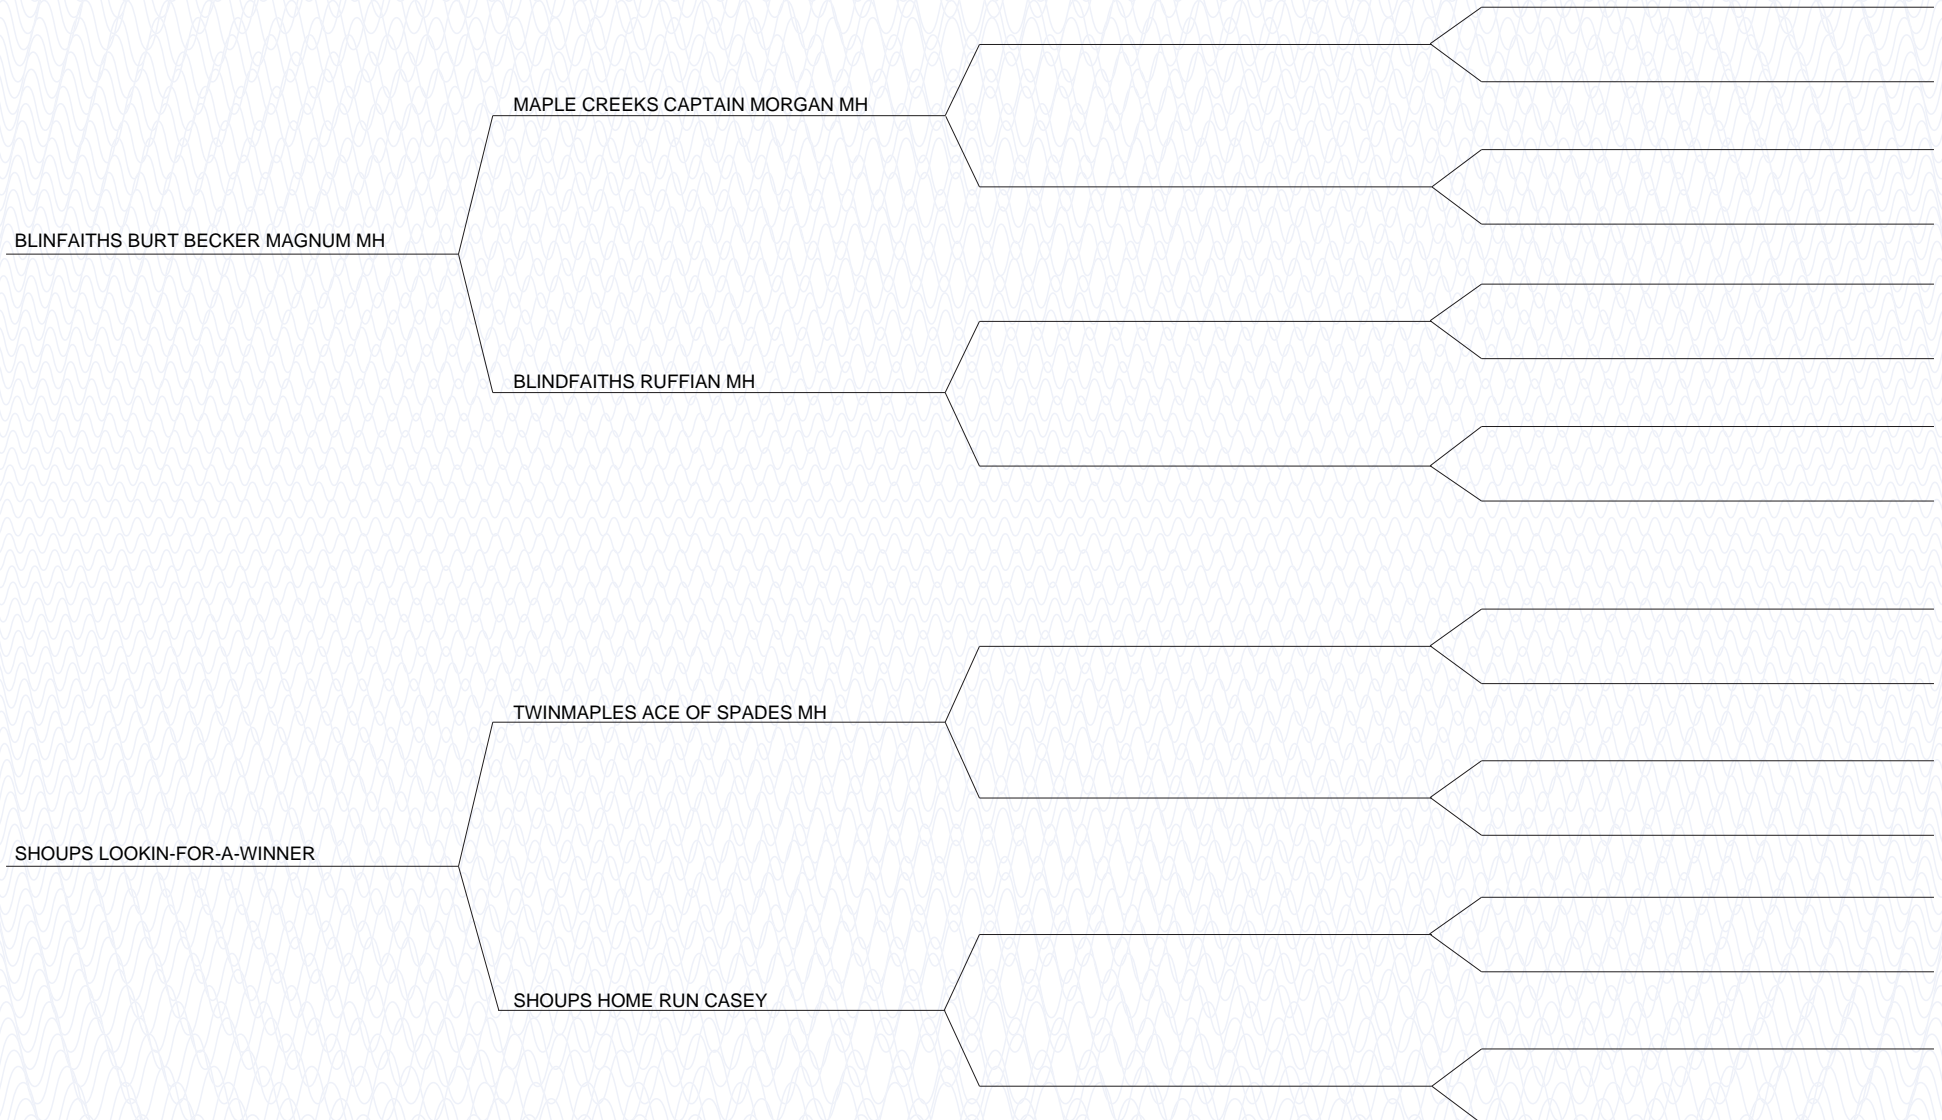 MAPLE CREEKS CAPTAIN MORGAN MH
BLINFAITHS BURT BECKER MAGNUM MH
BLINDFAITHS RUFFIAN MH
TWINMAPLES ACE OF SPADES MH
SHOUPS LOOKIN-FOR-A-WINNER
SHOUPS HOME RUN CASEY